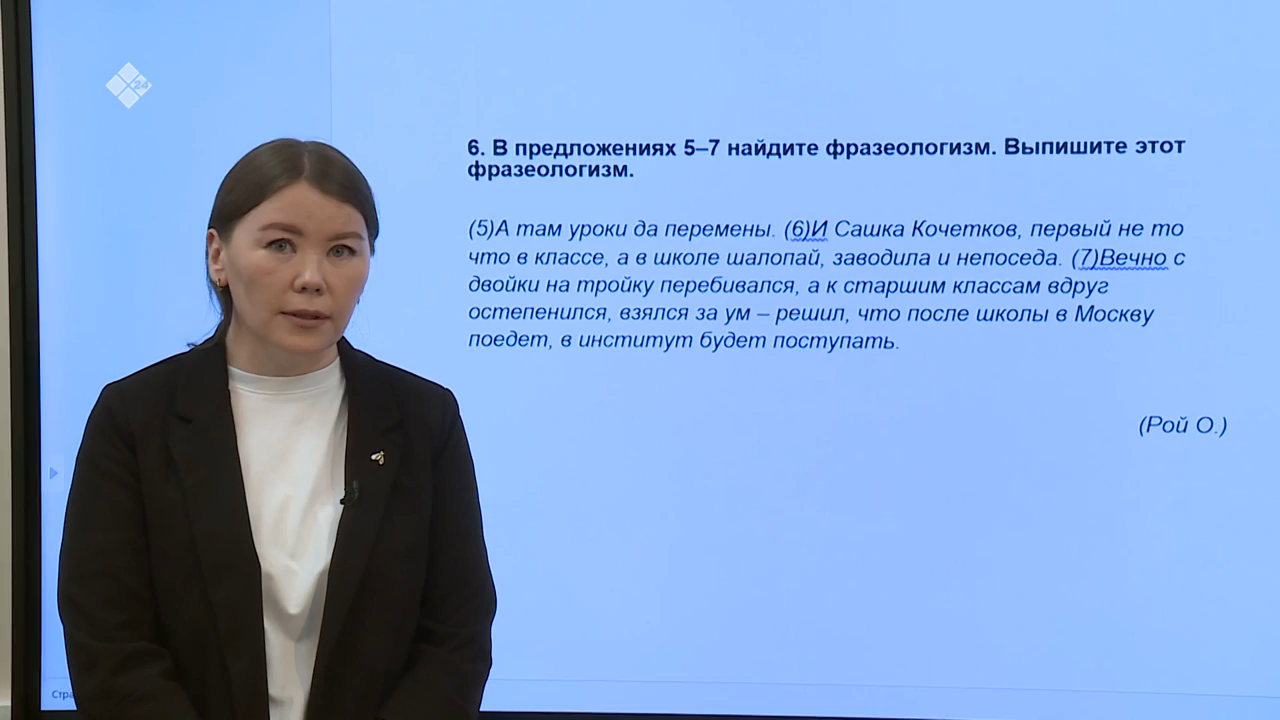 24
6. В предложениях 5–7 найдите фразеологизм. Выпишите этот
фразеологизм.
(5)А там уроки да перемены. (6)И Сашка Кочетков, первый не то
что в классе, а в школе шалопай, заводила и непоседа. (7)Вечно с
двойки на тройку перебивался, а к старшим классам вдруг
остепенился, взялся за ум – решил, что после школы в Москву
поедет, в институт будет поступать.
(Рой О.)